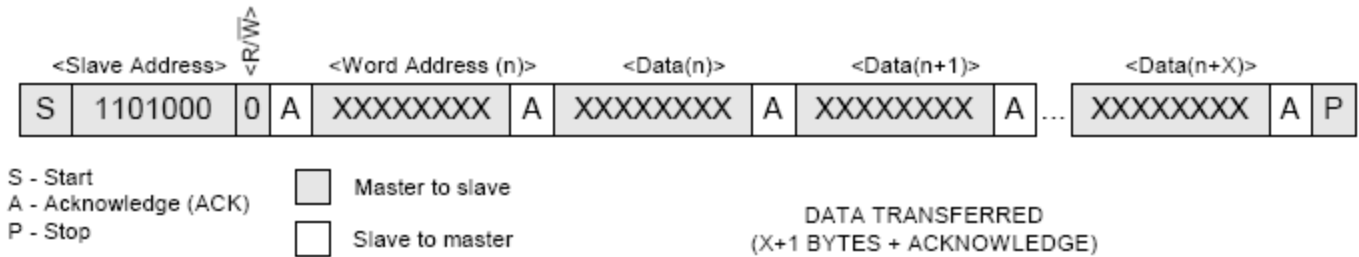 <R/W>
<Slave Address> <Word Address (n)> <Data(n)> <Data(n+1)> <Data(n+X)>
S 1101000 0 A XXXXXXXX A XXXXXXXX A XXXXXXXX A ... XXXXXXXX A P
S - Start
A - Acknowledge (ACK)
P - Stop
Master to slave
Slave to master
DATA TRANSFERRED
(X+1 BYTES + ACKNOWLEDGE)